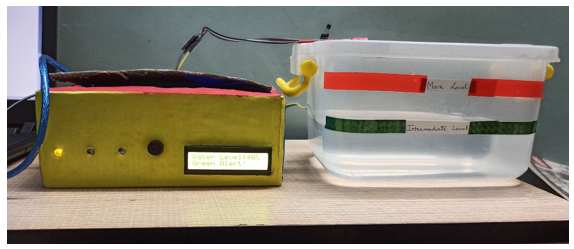 Water Level:40%
Green Alert!
Max Level
Intermediate Level